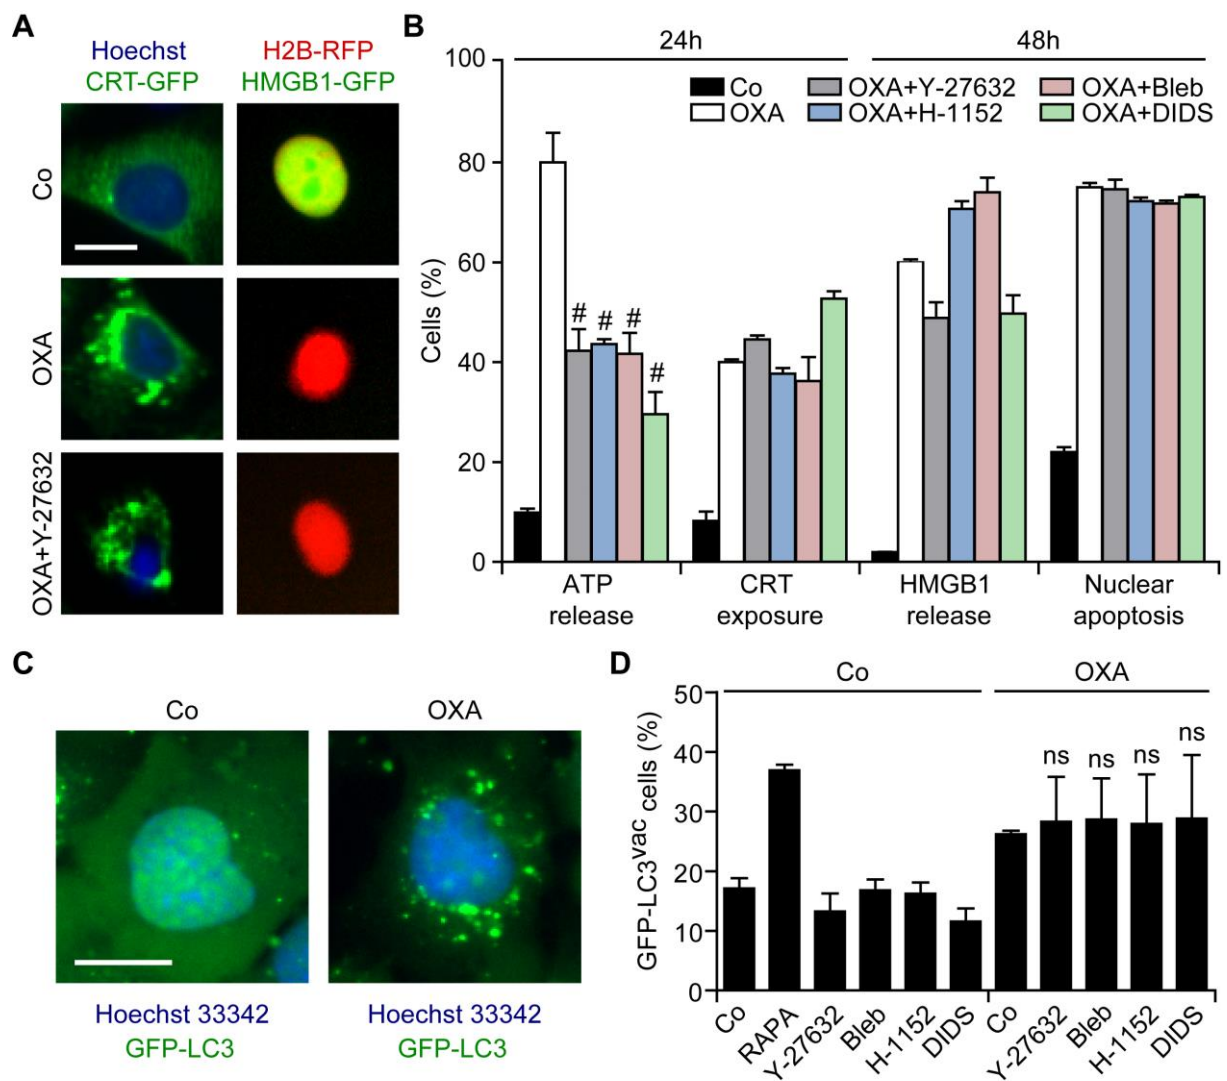 A
Hoechst
CRT-GFP
H2B-RFP
HMGB1-GFP
Co
OXA
OXA+Y-27632
B
24h
48h
Co
OXA+Y-27632
OXA+Bleb
OXA
OXA+H-1152
OXA+DIDS
Cells (%)
100
80
60
40
20
0
#
#
#
#
ATP
release
CRT
exposure
HMGB1
release
Nuclear
apoptosis
C
Co
OXA
Hoechst 33342
GFP-LC3
Hoechst 33342
GFP-LC3
D
Co
OXA
GFP-LC3vac cells (%)
50
40
30
20
10
0
ns
ns
ns
ns
Co
RAPA
Y-27632
Bleb
H-1152
DIDS
Co
Y-27632
Bleb
H-1152
DIDS